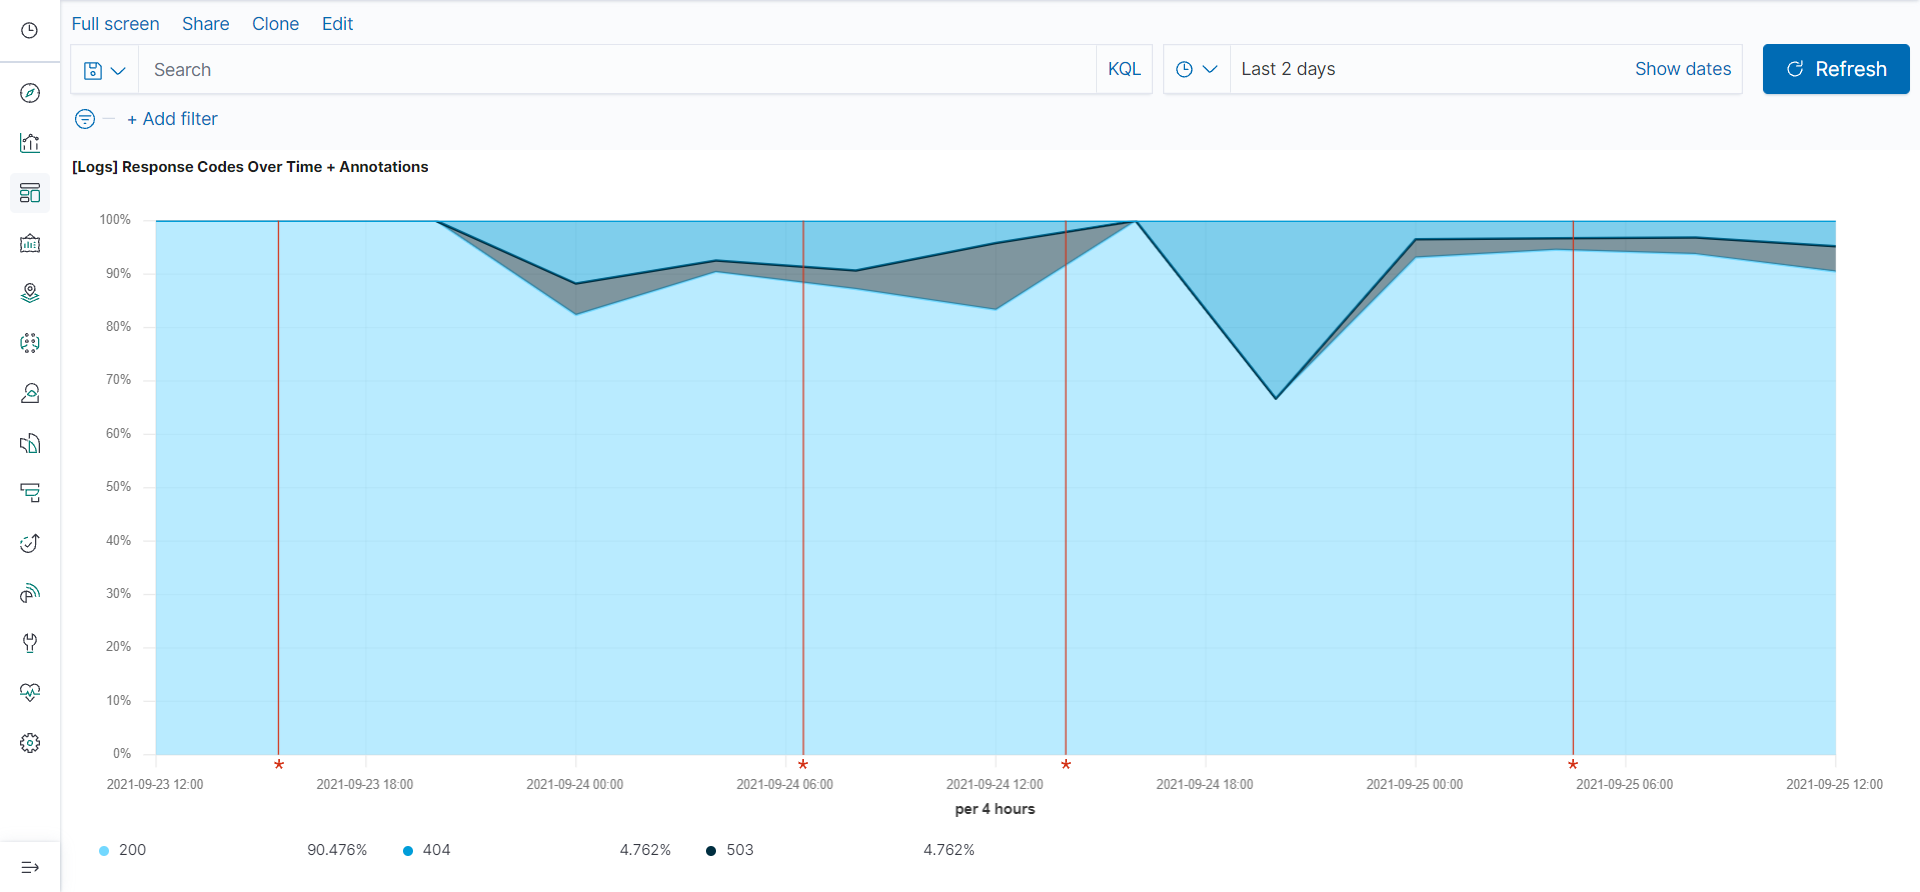 Full screen Share Clone Edit
Search KQL Last 2 days Show dates Refresh
+ Add filter
[Logs] Response Codes Over Time + Annotations
100%
90%
80%
70%
60%
50%
40%
30%
20%
10%
0%
* * * *
2021-09-23 12:00 2021-09-23 18:00 2021-09-24 00:00 2021-09-24 06:00 2021-09-24 12:00 2021-09-24 18:00 2021-09-25 00:00 2021-09-25 06:00 2021-09-25 12:00
per 4 hours
200 90.476% 404 4.762% 503 4.762%